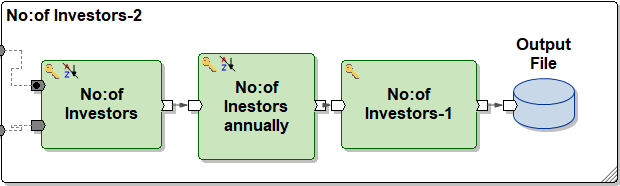 No:of Investors-2
No:of
Investors
No:of
Inestors
annually
No:of
Investors-1
Output
File